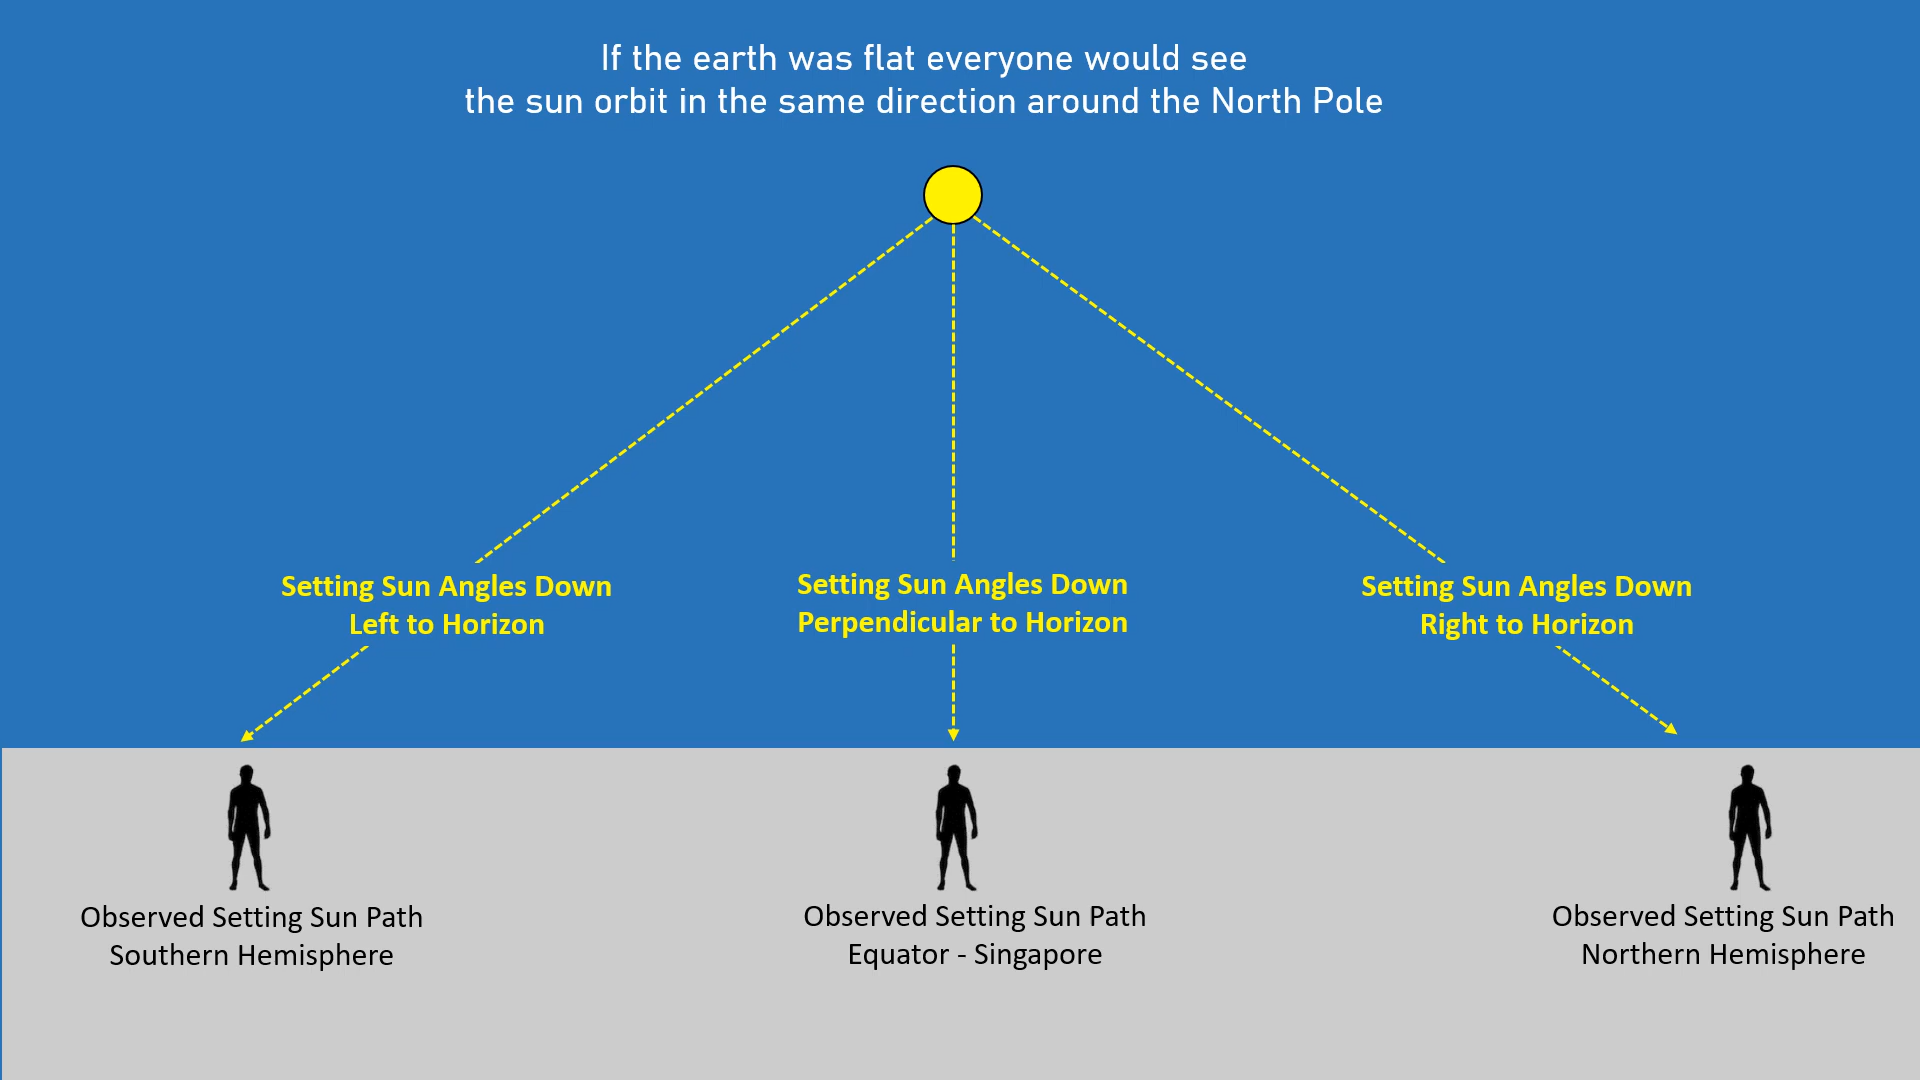 If the earth was flat everyone would see
the sun orbit in the same direction around the North Pole
Setting Sun Angles Down
Left to Horizon
Setting Sun Angles Down
Perpendicular to Horizon
Setting Sun Angles Down
Right to Horizon
Observed Setting Sun Path
Southern Hemisphere
Observed Setting Sun Path
Equator - Singapore
Observed Setting Sun Path
Northern Hemisphere